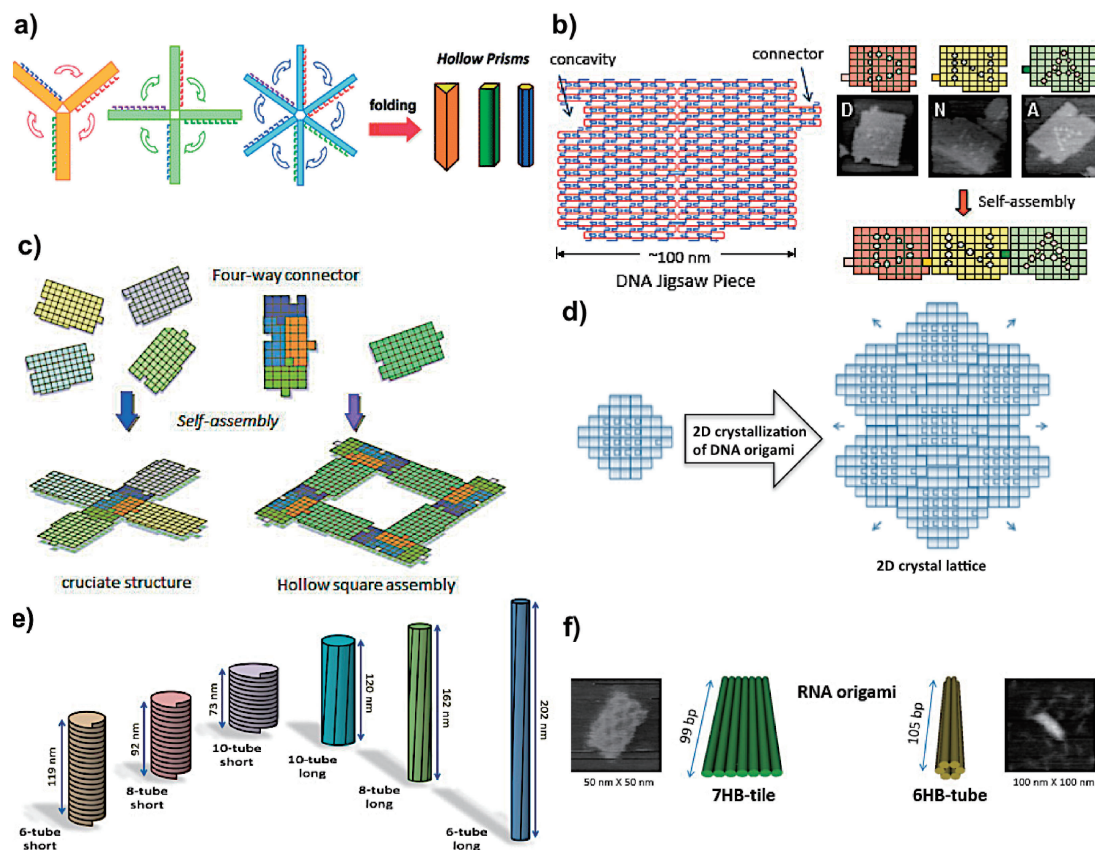 a)
folding
Hollow Prisms
b)
concavity
connector
~100 nm
DNA Jigsaw Piece
D
N
A
Self-assembly
c)
Four-way connector
Self-assembly
cruciate structure
Hollow square assembly
d)
2D crystallization
of DNA origami
2D crystal lattice
e)
119 nm
6-tube
short
92 nm
8-tube
short
73 nm
10-tube
short
120 nm
10-tube
long
162 nm
8-tube
long
202 nm
6-tube
long
f)
RNA origami
50 nm X 50 nm
99 bp
7HB-tile
105 bp
6HB-tube
100 nm X 100 nm